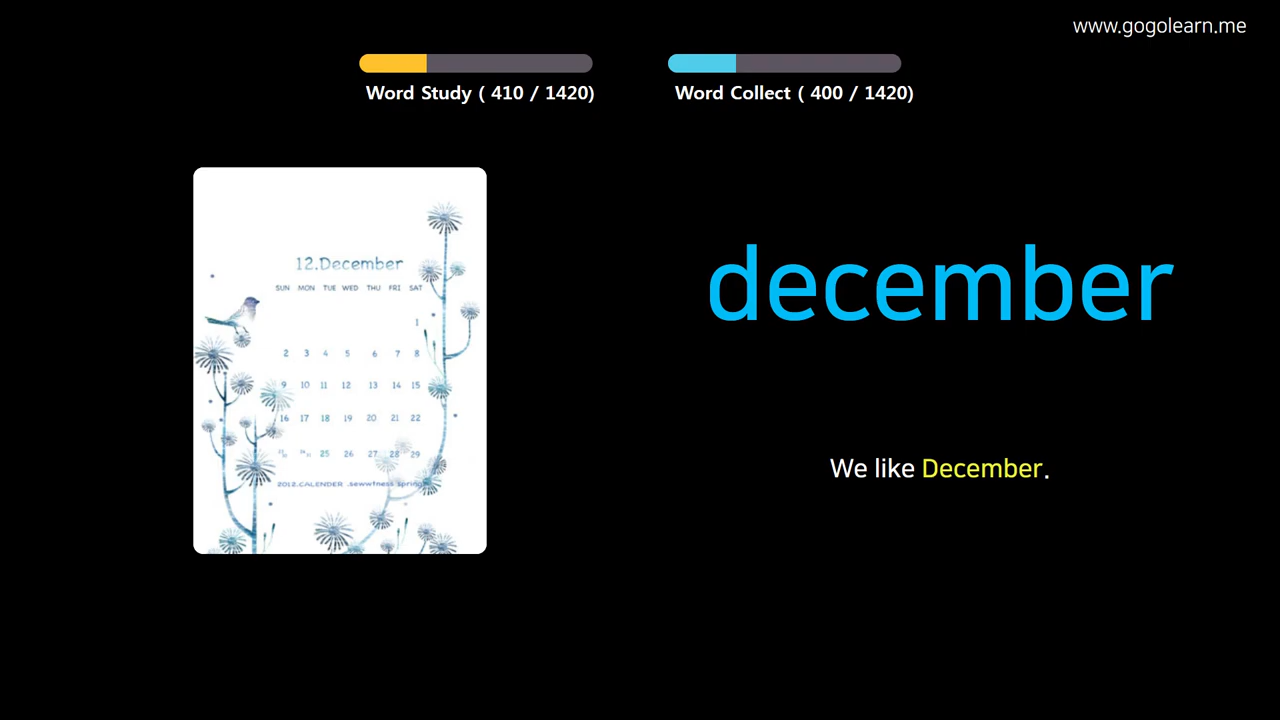 www.gogolearn.me
Word Study ( 410 / 1420)
Word Collect ( 400 / 1420)
12.December
SUN MON TUE WED THU FRI SAT
1
2 3 4 5 6 7 8
9 10 11 12 13 14 15
16 17 18 19 20 21 22
25 26 27 28 29
2012.CALENDER
december
We like December.